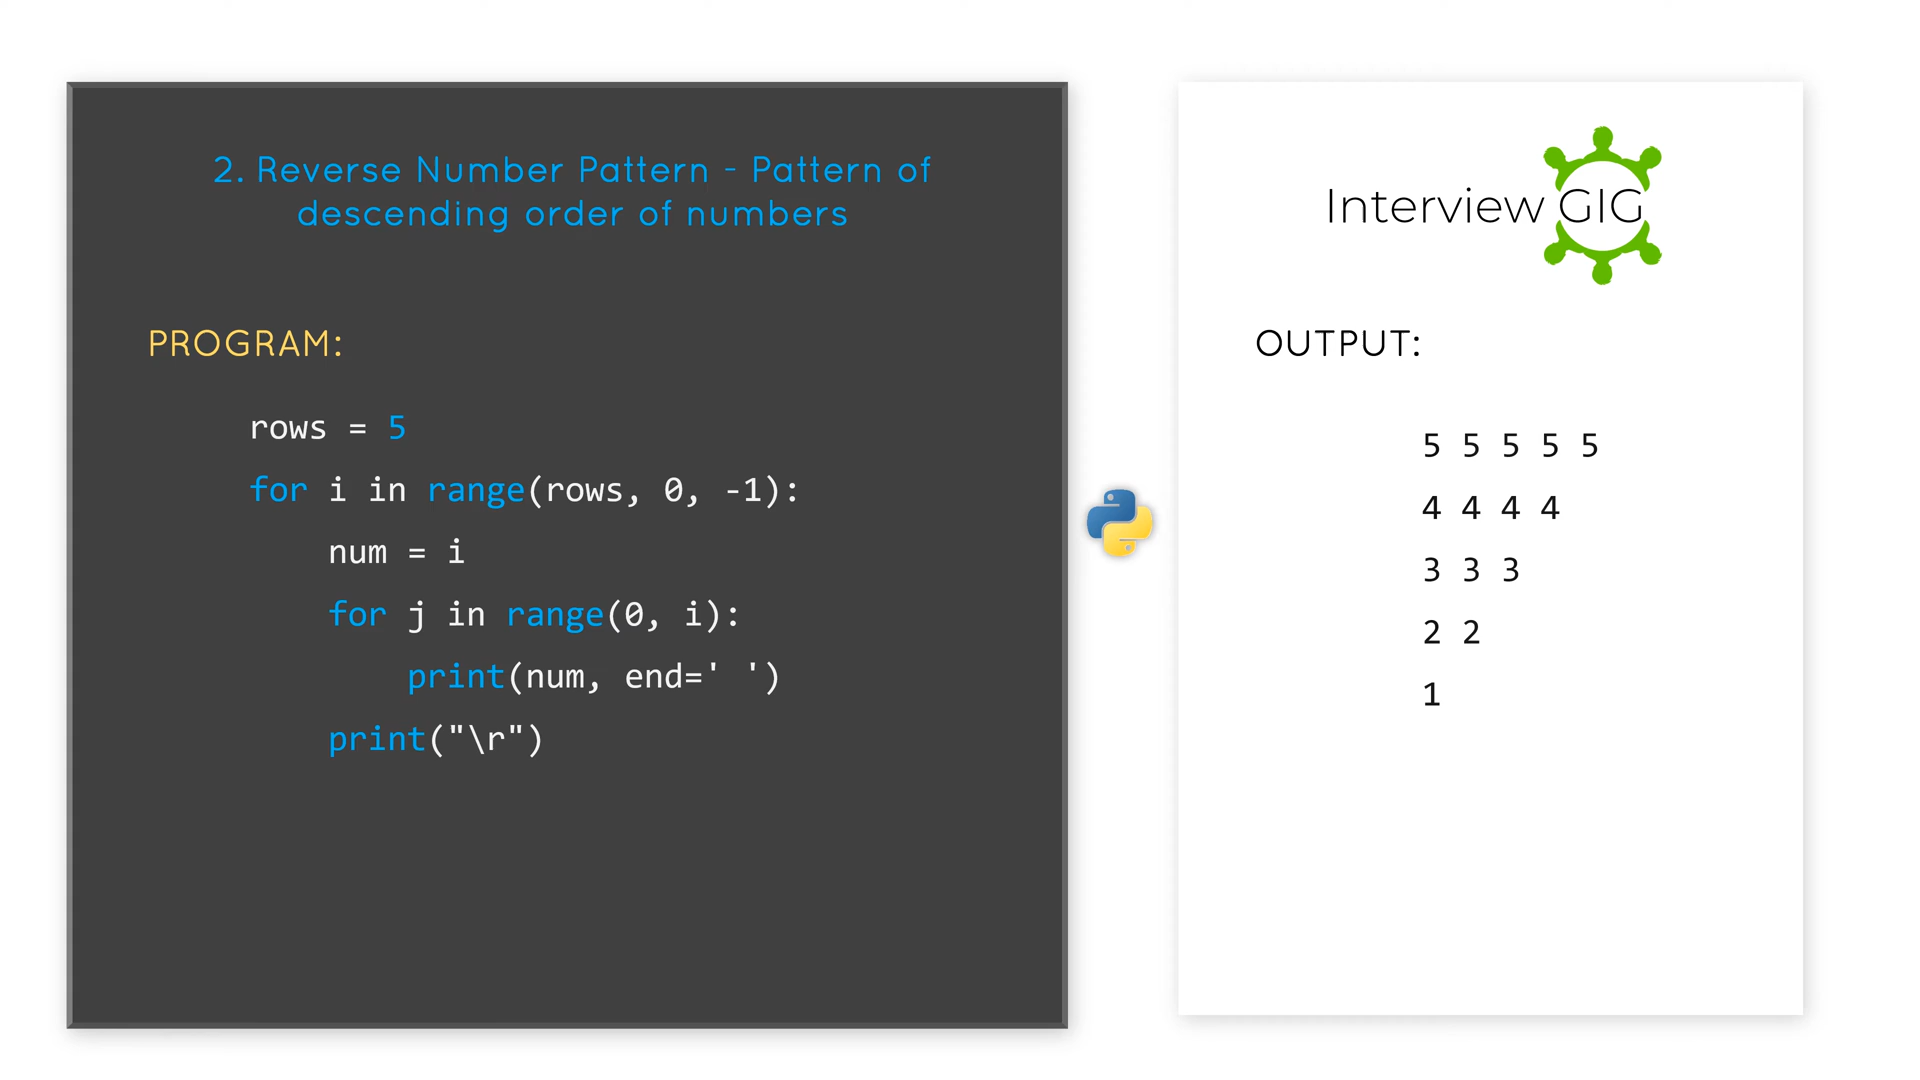 2. Reverse Number Pattern - Pattern of
descending order of numbers
PROGRAM:
rows = 5
for i in range(rows, 0, -1):
    num = i
    for j in range(0, i):
        print(num, end=' ')
    print("\r")
Interview GIG
OUTPUT:
5 5 5 5 5
4 4 4 4
3 3 3
2 2
1